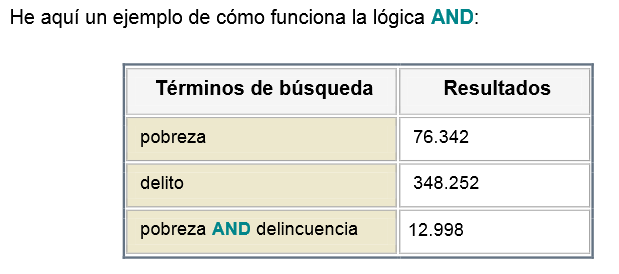 He aquí un ejemplo de cómo funciona la lógica AND:
Términos de búsqueda Resultados
pobreza 76.342
delito 348.252
pobreza AND delincuencia 12.998